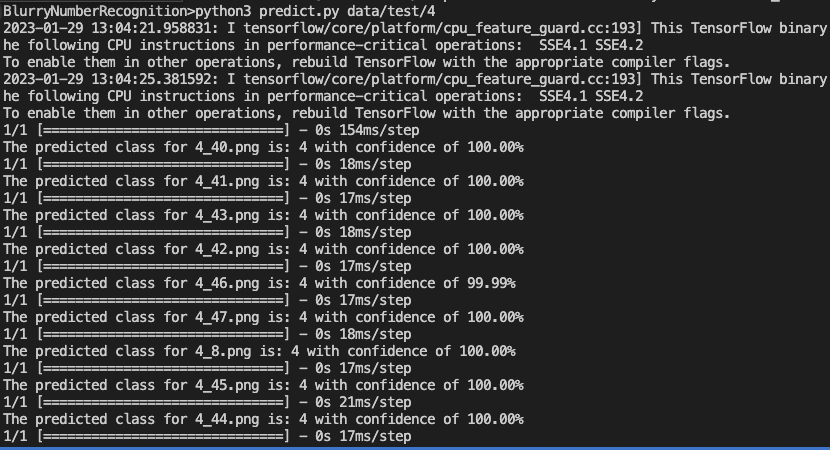 BlurryNumberRecognition>python3 predict.py data/test/4
2023-01-29 13:04:21.958831: I tensorflow/core/platform/cpu_feature_guard.cc:193] This TensorFlow binary
he following CPU instructions in performance-critical operations:  SSE4.1 SSE4.2
To enable them in other operations, rebuild TensorFlow with the appropriate compiler flags.
2023-01-29 13:04:25.381592: I tensorflow/core/platform/cpu_feature_guard.cc:193] This TensorFlow binary
he following CPU instructions in performance-critical operations:  SSE4.1 SSE4.2
To enable them in other operations, rebuild TensorFlow with the appropriate compiler flags.
1/1 [==============================] - 0s 154ms/step
The predicted class for 4_40.png is: 4 with confidence of 100.00%
1/1 [==============================] - 0s 18ms/step
The predicted class for 4_41.png is: 4 with confidence of 100.00%
1/1 [==============================] - 0s 17ms/step
The predicted class for 4_43.png is: 4 with confidence of 100.00%
1/1 [==============================] - 0s 18ms/step
The predicted class for 4_42.png is: 4 with confidence of 100.00%
1/1 [==============================] - 0s 17ms/step
The predicted class for 4_46.png is: 4 with confidence of 99.99%
1/1 [==============================] - 0s 17ms/step
The predicted class for 4_47.png is: 4 with confidence of 100.00%
1/1 [==============================] - 0s 18ms/step
The predicted class for 4_8.png is: 4 with confidence of 100.00%
1/1 [==============================] - 0s 17ms/step
The predicted class for 4_45.png is: 4 with confidence of 100.00%
1/1 [==============================] - 0s 21ms/step
The predicted class for 4_44.png is: 4 with confidence of 100.00%
1/1 [==============================] - 0s 17ms/step